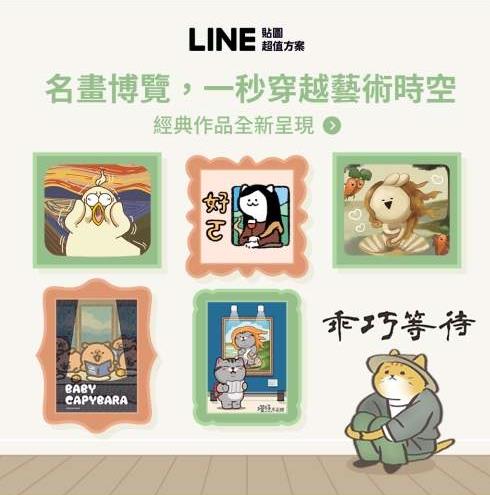 LINE 貼圖
超值方案
名畫博覽，一秒穿越藝術時空
經典作品全新呈現
好
ㄛ
BABY
CAPYBARA
乖巧等待